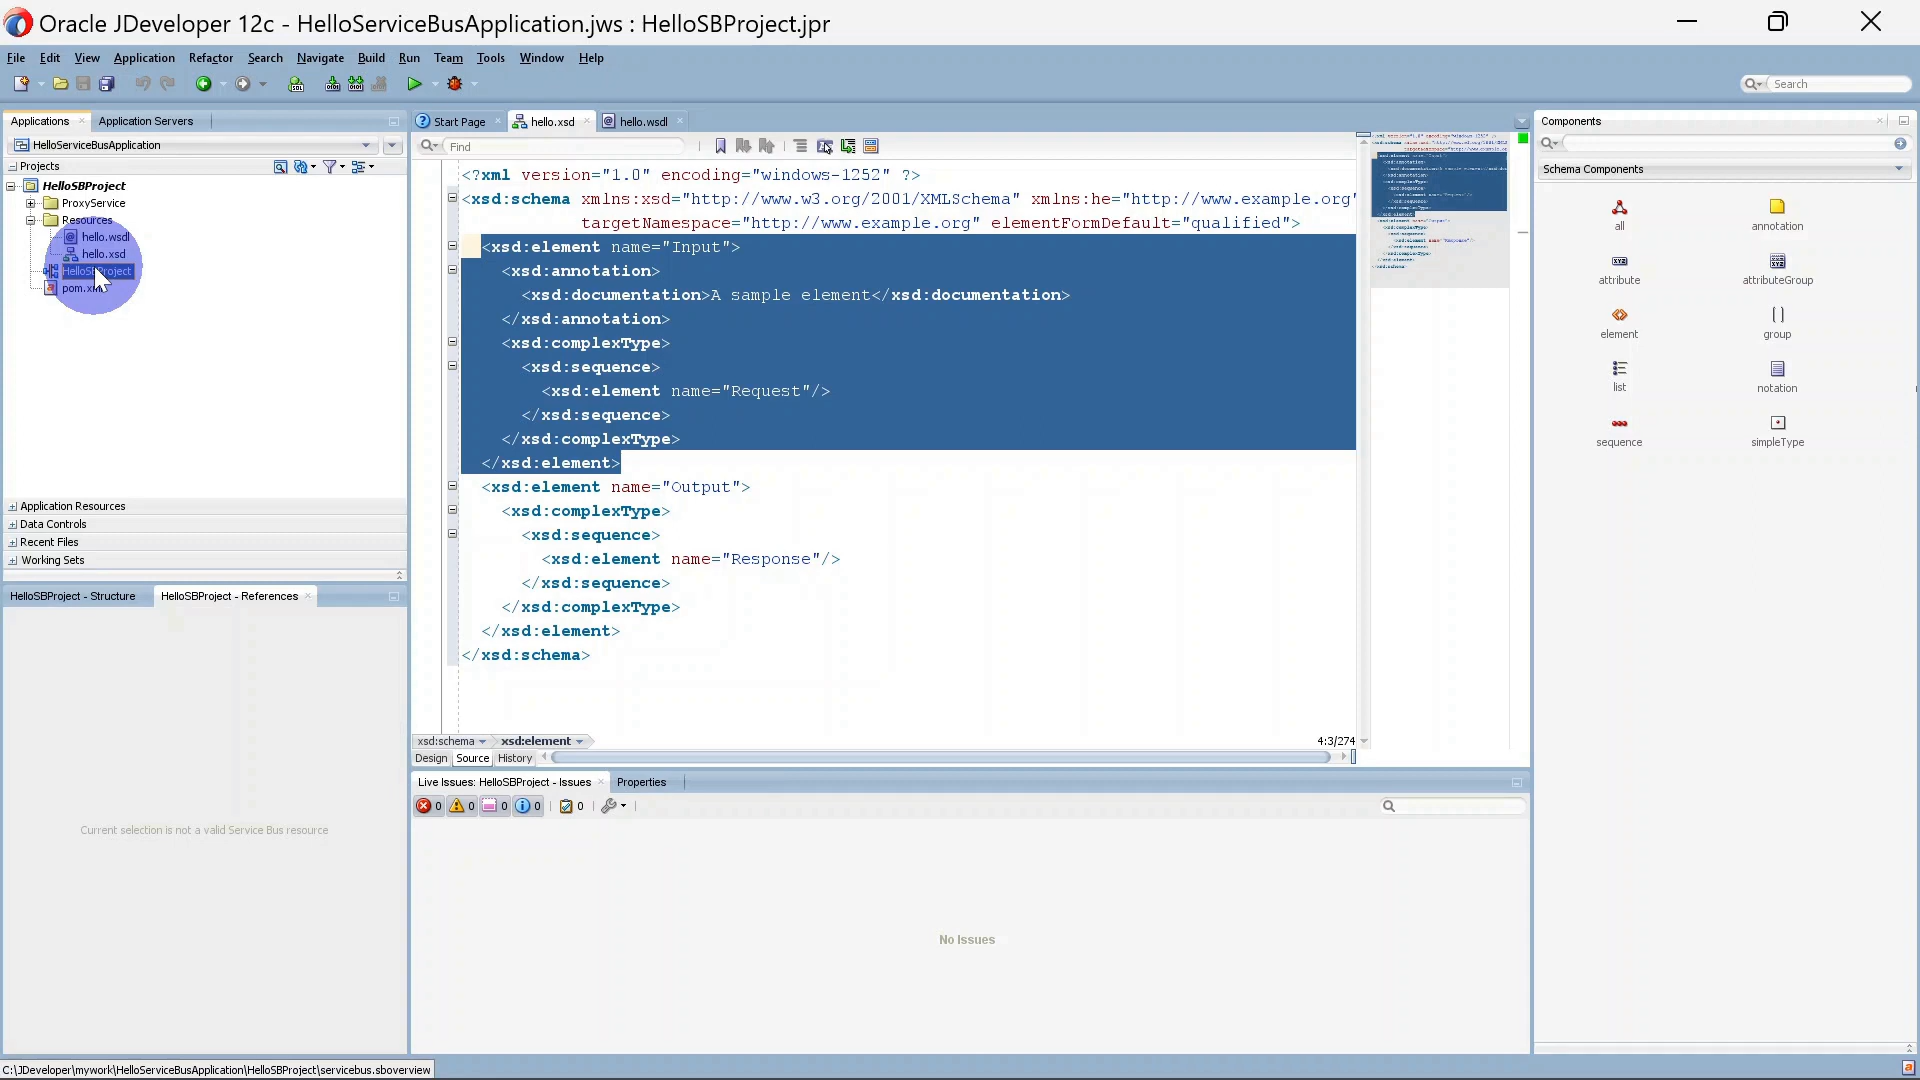 Oracle JDeveloper 12c - HelloServiceBusApplication.jws : HelloSBProject.jpr
File Edit View Application Refactor Search Navigate Build Run Team Tools Window Help
Search
Applications Application Servers
HelloServiceBusApplication
Projects
HelloSBProject
ProxyService
Resources
hello.wsdl
hello.xsd
HelloSBProject
pom.xml
Application Resources
Data Controls
Recent Files
Working Sets
HelloSBProject - Structure HelloSBProject - References
Current selection is not a valid Service Bus resource
Start Page hello.xsd hello.wsdl
Find
<?xml version="1.0" encoding="windows-1252" ?>
<xsd:schema xmlns:xsd="http://www.w3.org/2001/XMLSchema" xmlns:he="http://www.example.org"
targetNamespace="http://www.example.org" elementFormDefault="qualified">
<xsd:element name="Input">
<xsd:annotation>
<xsd:documentation>A sample element</xsd:documentation>
</xsd:annotation>
<xsd:complexType>
<xsd:sequence>
<xsd:element name="Request"/>
</xsd:sequence>
</xsd:complexType>
</xsd:element>
<xsd:element name="Output">
<xsd:complexType>
<xsd:sequence>
<xsd:element name="Response"/>
</xsd:sequence>
</xsd:complexType>
</xsd:element>
</xsd:schema>
xsd:schema xsd:element 4:3/274
Design Source History
Live Issues: HelloSBProject - Issues Properties
0 0 0 0 0
No Issues
Components
Schema Components
all annotation
attribute attributeGroup
element group
list notation
sequence simpleType
C:\JDeveloper\mywork\HelloServiceBusApplication\HelloSBProject\servicebus.sboverview